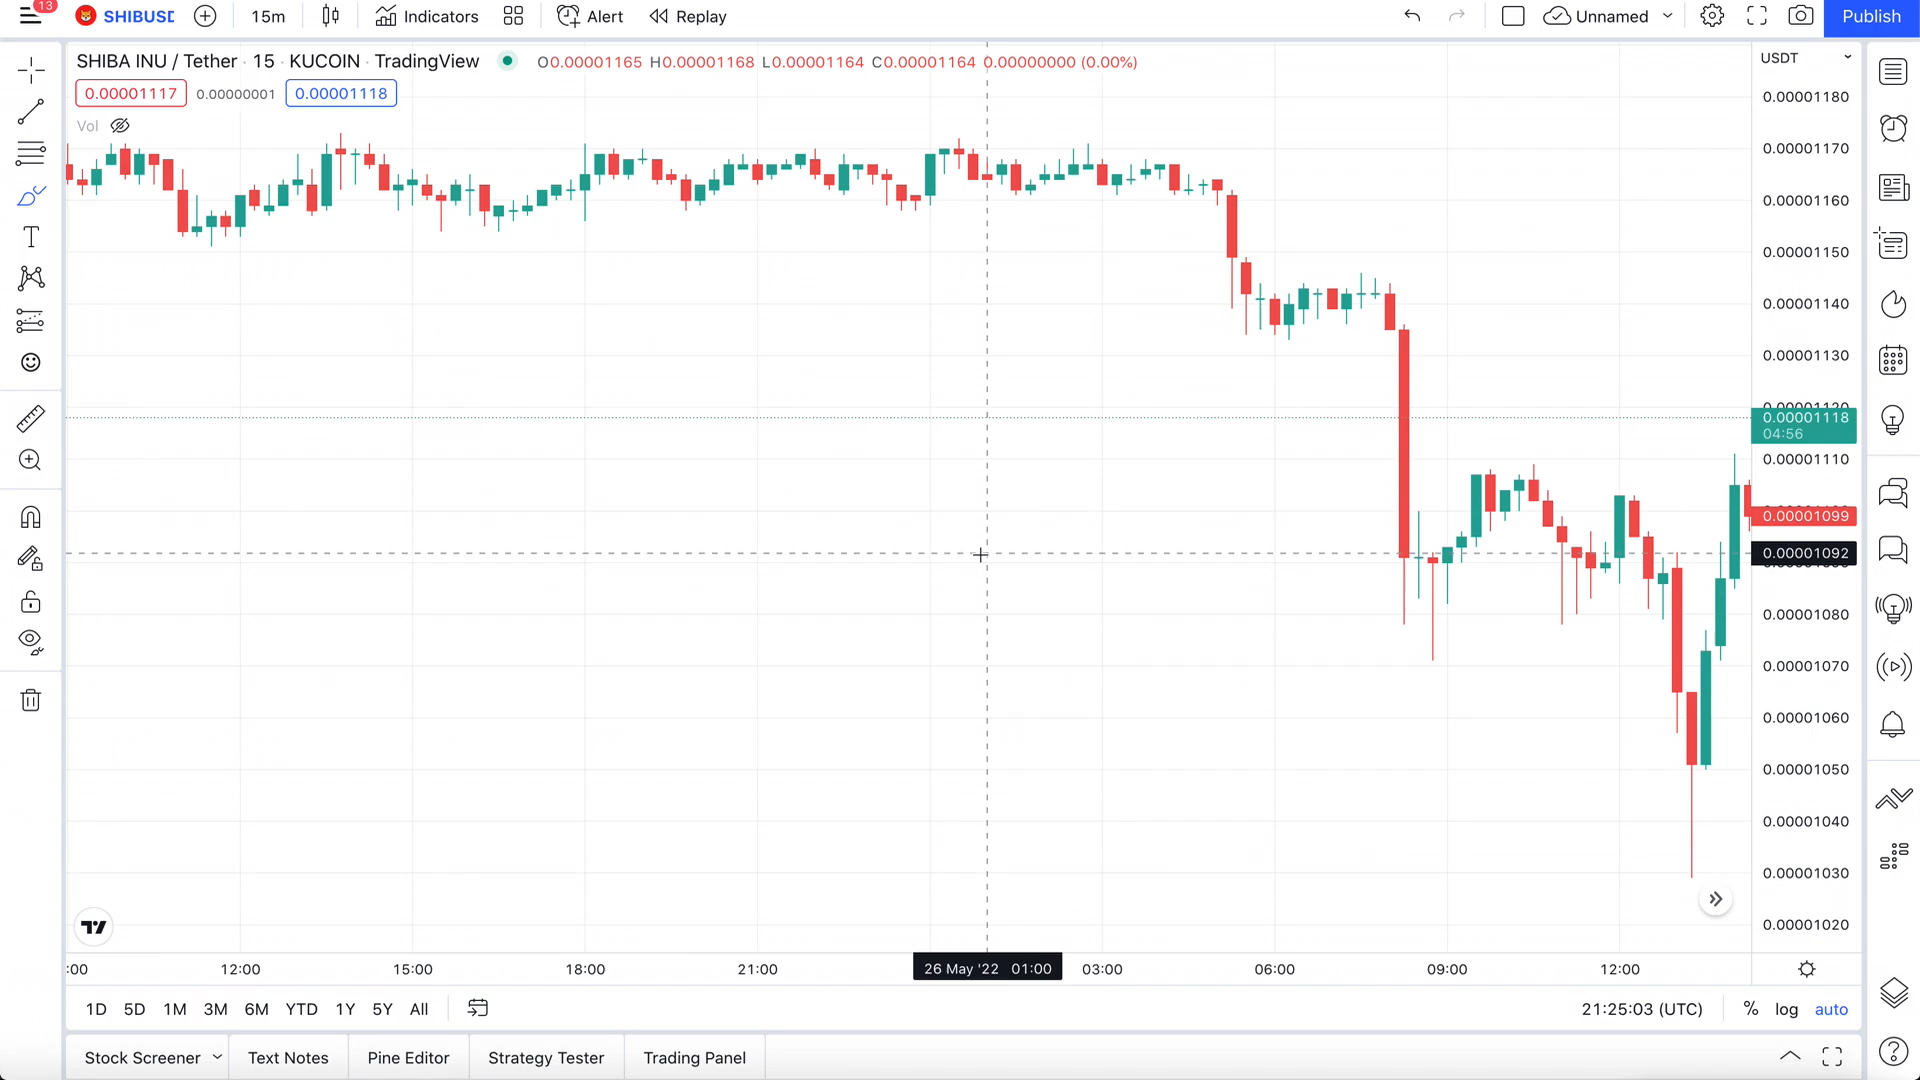 13
SHIBUSD
15m
Indicators
Alert
Replay
Unnamed
Publish
SHIBA INU / Tether · 15 · KUCOIN · TradingView
O0.00001165 H0.00001168 L0.00001164 C0.00001164 0.00000000 (0.00%)
USDT
0.00001117
0.00000001
0.00001118
Vol
0.00001180
0.00001170
0.00001160
0.00001150
0.00001140
0.00001130
0.00001120
0.00001118
04:56
0.00001110
0.00001099
0.00001092
0.00001080
0.00001070
0.00001060
0.00001050
0.00001040
0.00001030
0.00001020
:00
12:00
15:00
18:00
21:00
26 May '22 01:00
03:00
06:00
09:00
12:00
1D
5D
1M
3M
6M
YTD
1Y
5Y
All
21:25:03 (UTC)
%
log
auto
Stock Screener
Text Notes
Pine Editor
Strategy Tester
Trading Panel